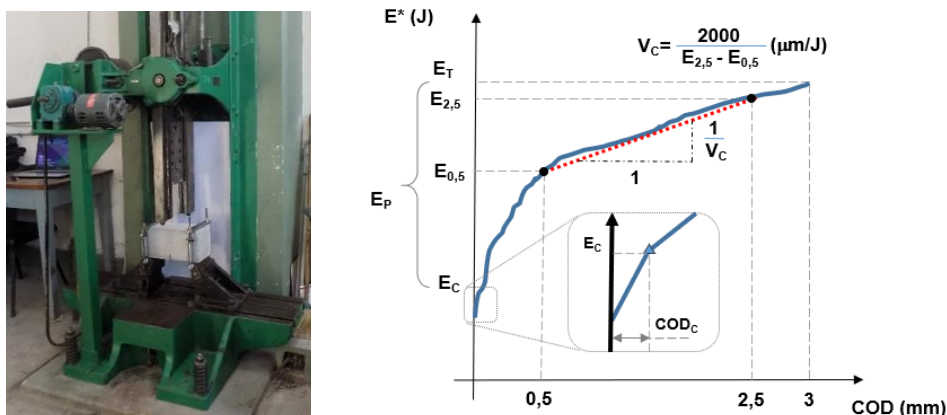 E* (J)
V_C = 2000 / (E_2,5 - E_0,5) (μm/J)
E_T
E_2,5
1/V_C
1
E_0,5
E_P
E_C
E_C
COD_C
0,5
2,5
3
COD (mm)